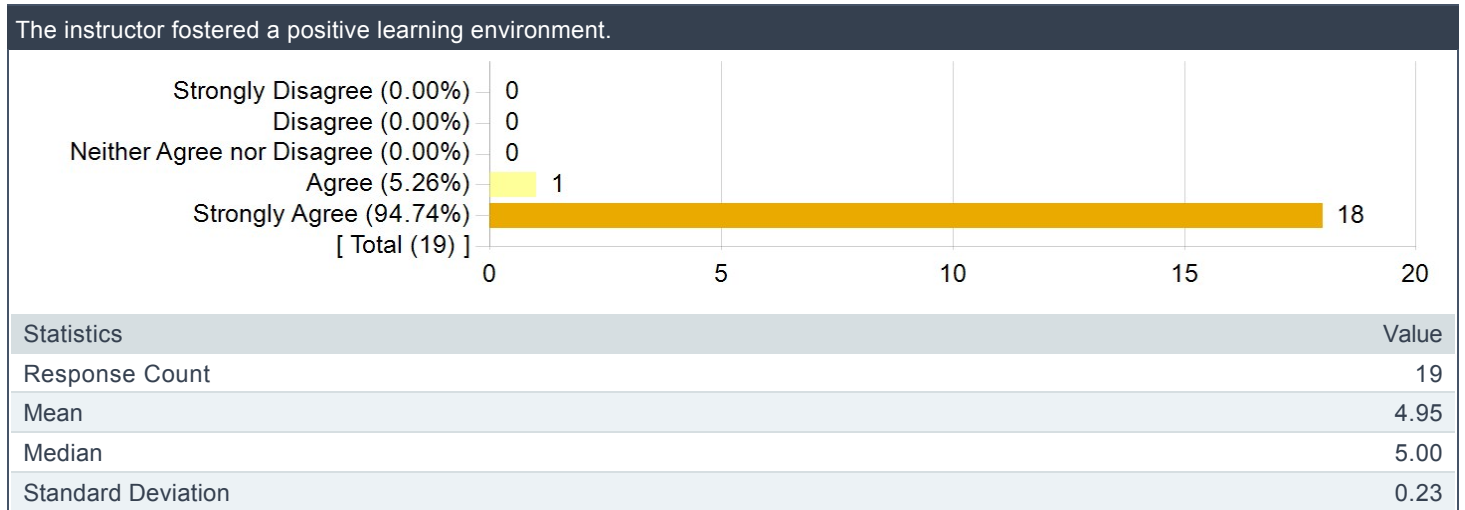 The instructor fostered a positive learning environment.
Strongly Disagree (0.00%) 0
Disagree (0.00%) 0
Neither Agree nor Disagree (0.00%) 0
Agree (5.26%) 1
Strongly Agree (94.74%) 18
[ Total (19) ]
0 5 10 15 20
Statistics Value
Response Count 19
Mean 4.95
Median 5.00
Standard Deviation 0.23